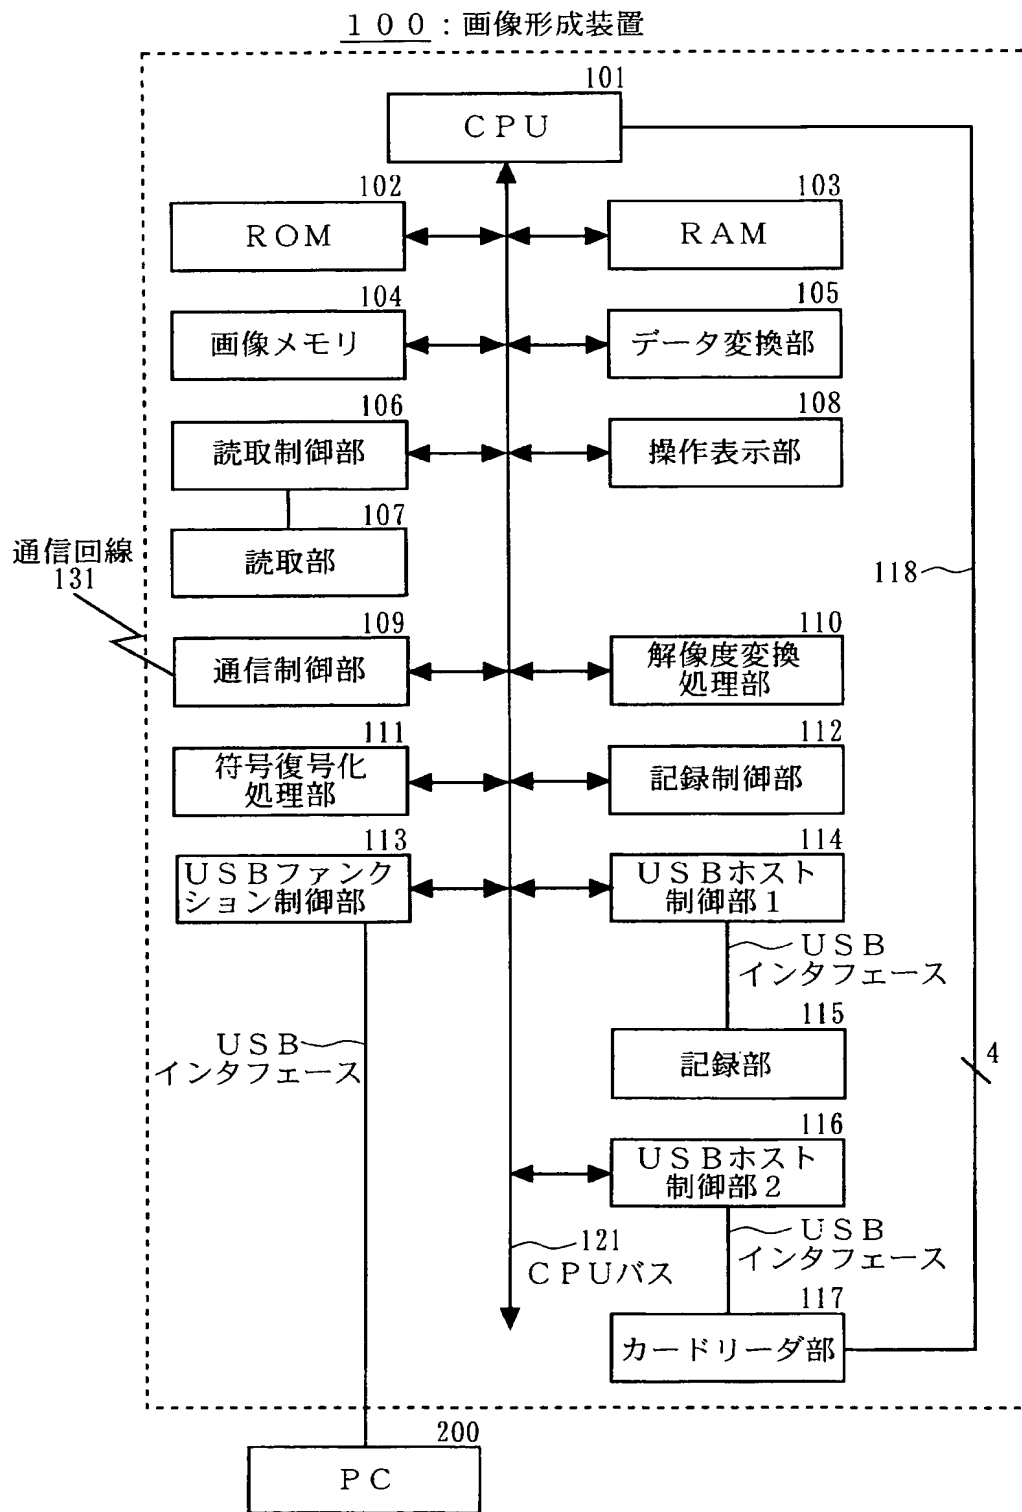 １００：画像形成装置
101
ＣＰＵ
102
ＲＯＭ
103
ＲＡＭ
104
画像メモリ
105
データ変換部
106
読取制御部
108
操作表示部
107
読取部
通信回線
131
118
109
通信制御部
110
解像度変換
処理部
111
符号復号化
処理部
112
記録制御部
113
ＵＳＢファンク
ション制御部
114
ＵＳＢホスト
制御部１
ＵＳＢ
インタフェース
115
記録部
ＵＳＢ
インタフェース
4
116
ＵＳＢホスト
制御部２
ＵＳＢ
インタフェース
121
ＣＰＵバス
117
カードリーダ部
200
ＰＣ